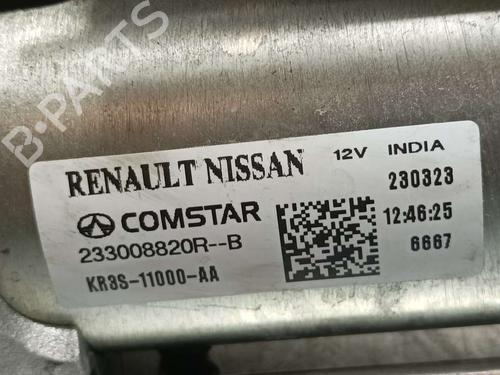 B-PARTS
RENAULT NISSAN 12V INDIA
230323
COMSTAR 12:46:25
233008820R--B 6667
KR3S-11000-AA